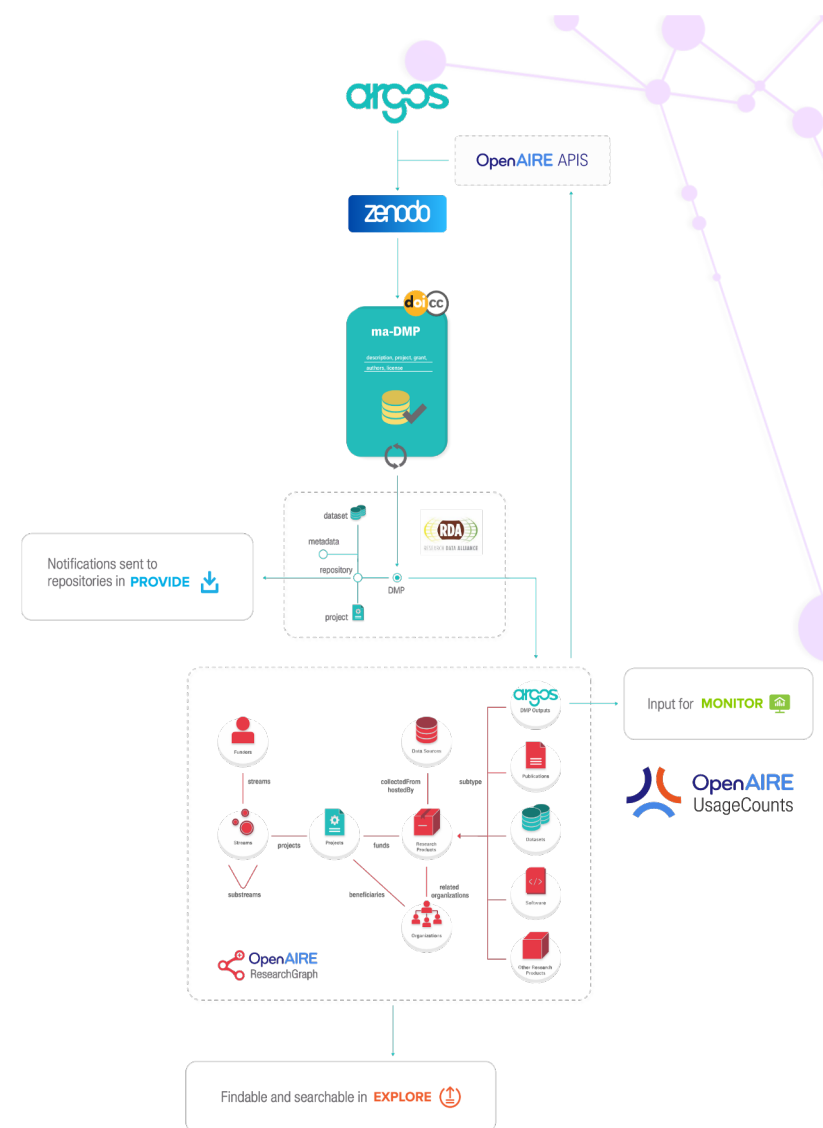 argos
OpenAIRE APIS
zenodo
doi cc
ma-DMP
description, project, grant,
authors, license
dataset
metadata
repository
DMP
project
RDA
RESEARCH DATA ALLIANCE
Notifications sent to
repositories in PROVIDE
argos
DMP Outputs
Input for MONITOR
Funders
Data Sources
Publications
streams
collectedFrom
hostedBy
subtype
OpenAIRE
UsageCounts
Streams
projects
Projects
funds
Research
Products
Datasets
substreams
beneficiaries
related
organizations
</>
Software
Organizations
OpenAIRE
ResearchGraph
Other Research
Products
Findable and searchable in EXPLORE